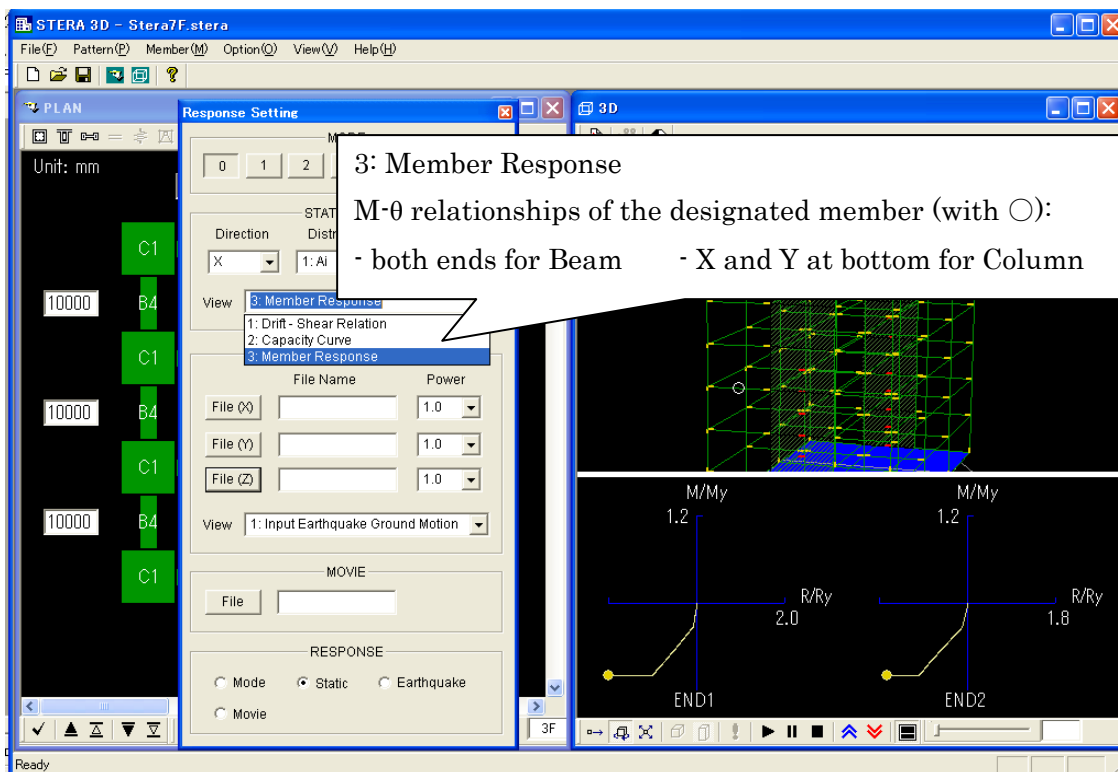 STERA 3D - Stera7F.stera
File(F) Pattern(P) Member(M) Option(O) View(V) Help(H)
PLAN
Unit: mm
C1
10000 B4
C1
10000 B4
C1
10000 B4
C1
3F
Response Setting
0 1 2
STAT
Direction Distr
X 1: Ai
View 3: Member Response
1: Drift - Shear Relation
2: Capacity Curve
3: Member Response
File Name Power
File (X) 1.0
File (Y) 1.0
File (Z) 1.0
View 1: Input Earthquake Ground Motion
MOVIE
File
RESPONSE
Mode Static Earthquake
Movie
3D
3: Member Response
M-θ relationships of the designated member (with ○):
- both ends for Beam - X and Y at bottom for Column
M/My M/My
1.2 1.2
R/Ry R/Ry
2.0 1.8
END1 END2
Ready